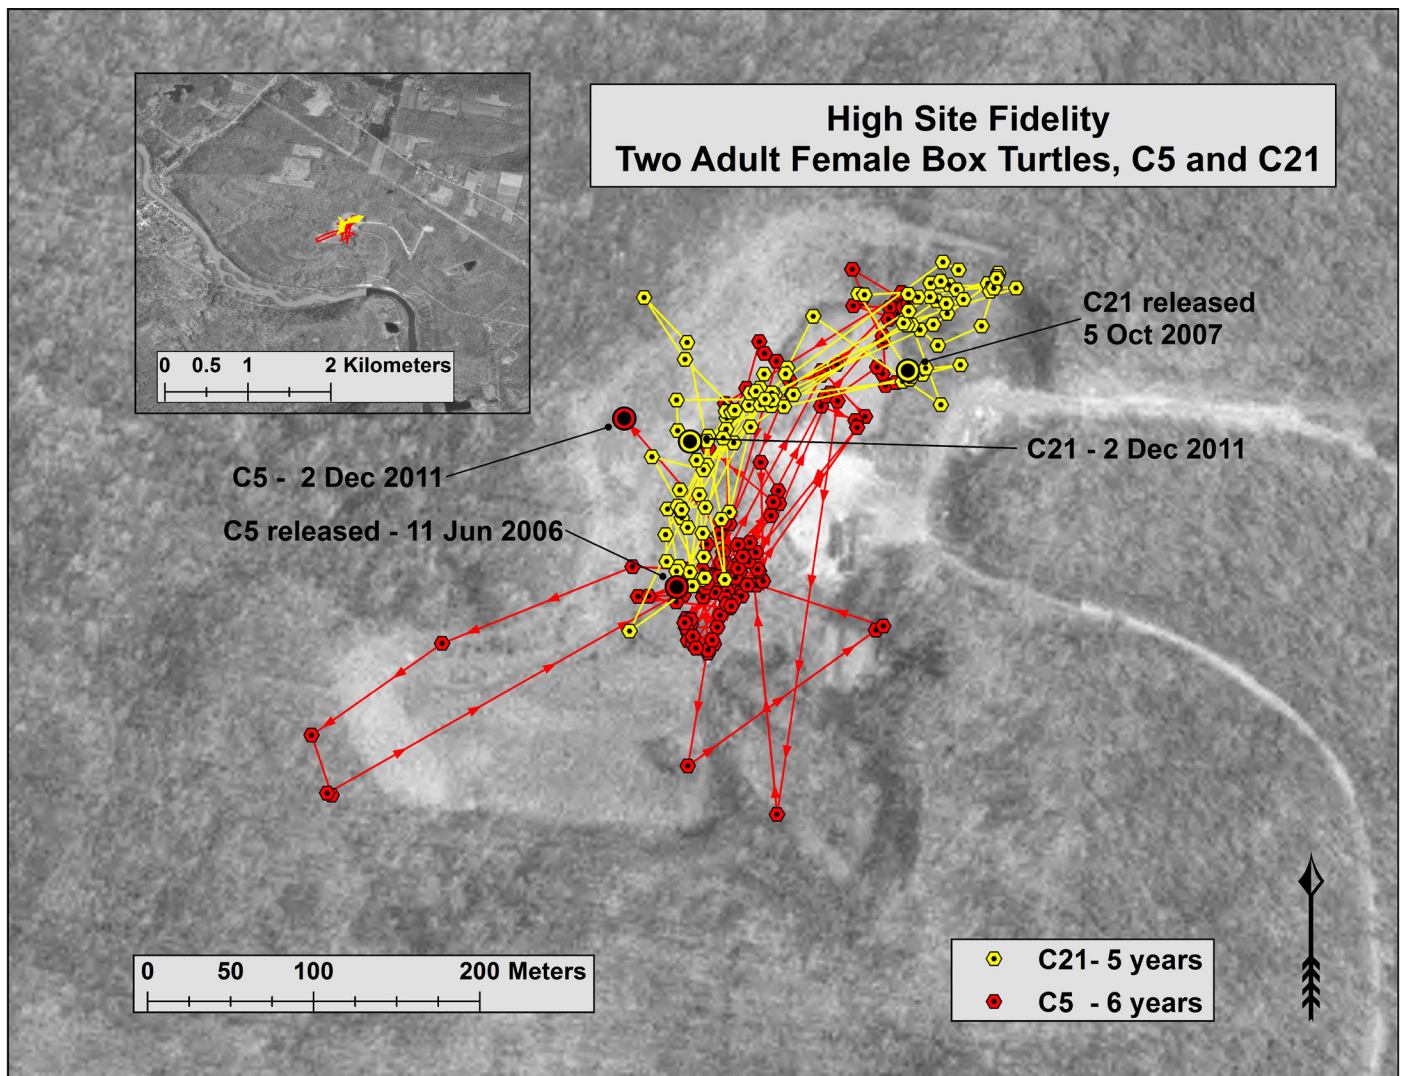 High Site Fidelity
Two Adult Female Box Turtles, C5 and C21
0 0.5 1 2 Kilometers
C21 released
5 Oct 2007
C21 - 2 Dec 2011
C5 - 2 Dec 2011
C5 released - 11 Jun 2006
0 50 100 200 Meters
C21- 5 years
C5 - 6 years